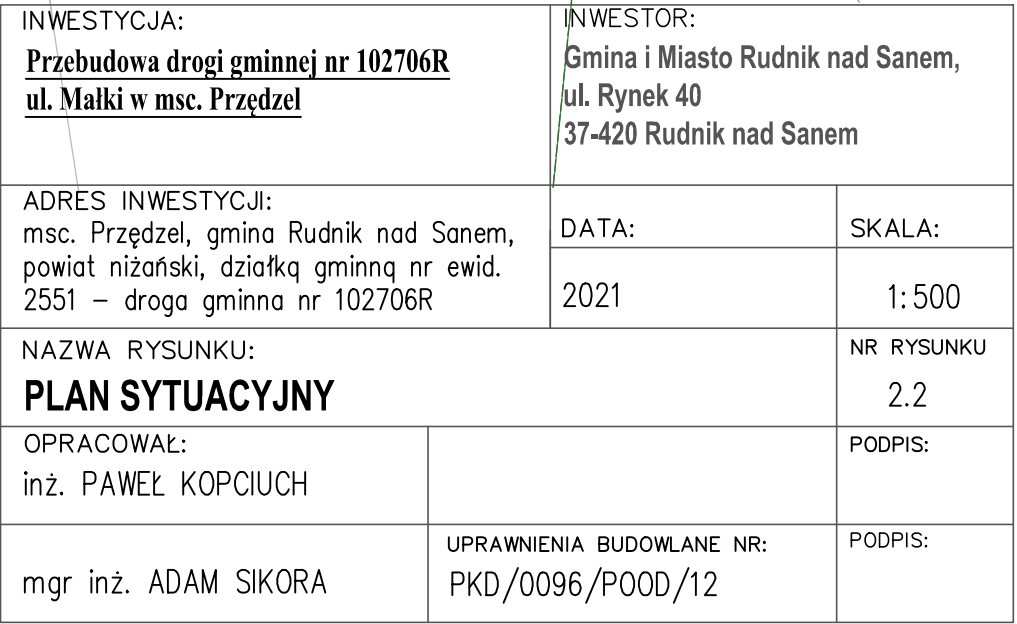 INWESTYCJA:
Przebudowa drogi gminnej nr 102706R
ul. Małki w msc. Przędzel
INWESTOR:
Gmina i Miasto Rudnik nad Sanem,
ul. Rynek 40
37-420 Rudnik nad Sanem
ADRES INWESTYCJI:
msc. Przędzel, gmina Rudnik nad Sanem,
powiat niżański, działką gminną nr ewid.
2551 – droga gminna nr 102706R
DATA:
2021
SKALA:
1:500
NAZWA RYSUNKU:
PLAN SYTUACYJNY
NR RYSUNKU
2.2
OPRACOWAŁ:
inż. PAWEŁ KOPCIUCH
PODPIS:
mgr inż. ADAM SIKORA
UPRAWNIENIA BUDOWLANE NR:
PKD/0096/POOD/12
PODPIS: